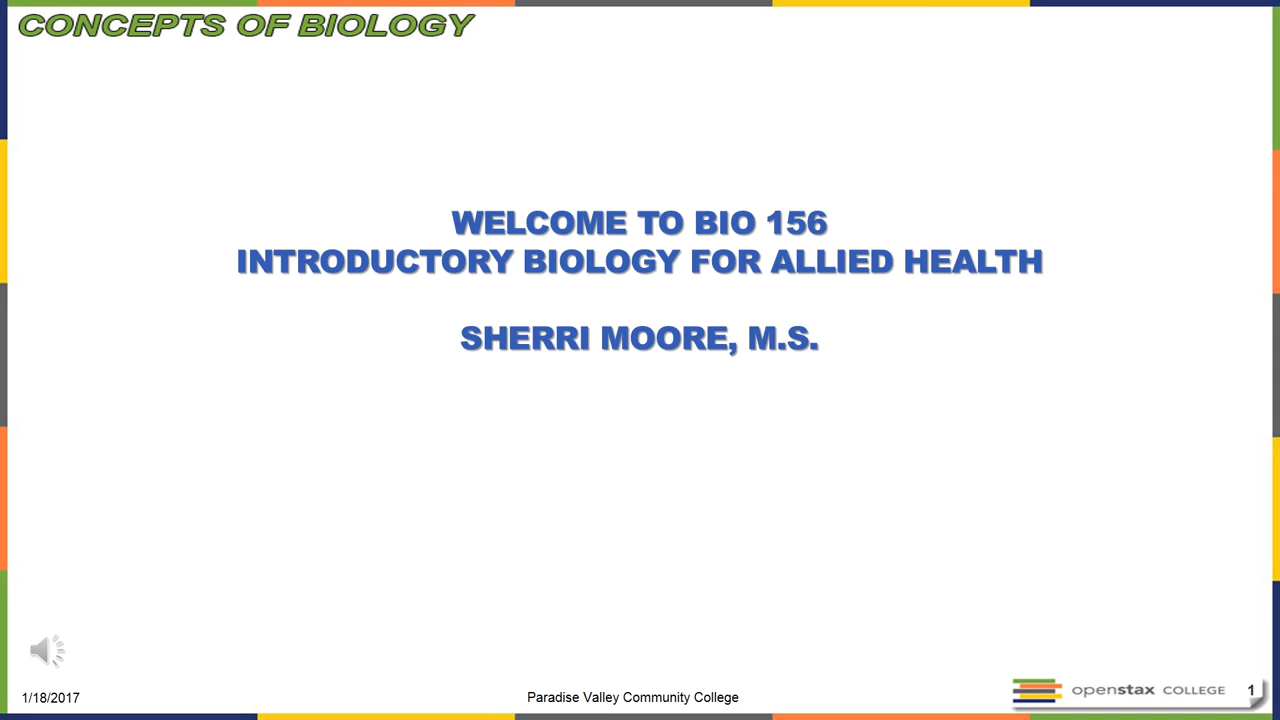 CONCEPTS OF BIOLOGY
WELCOME TO BIO 156
INTRODUCTORY BIOLOGY FOR ALLIED HEALTH
SHERRI MOORE, M.S.
1/18/2017
Paradise Valley Community College
openstax COLLEGE
1